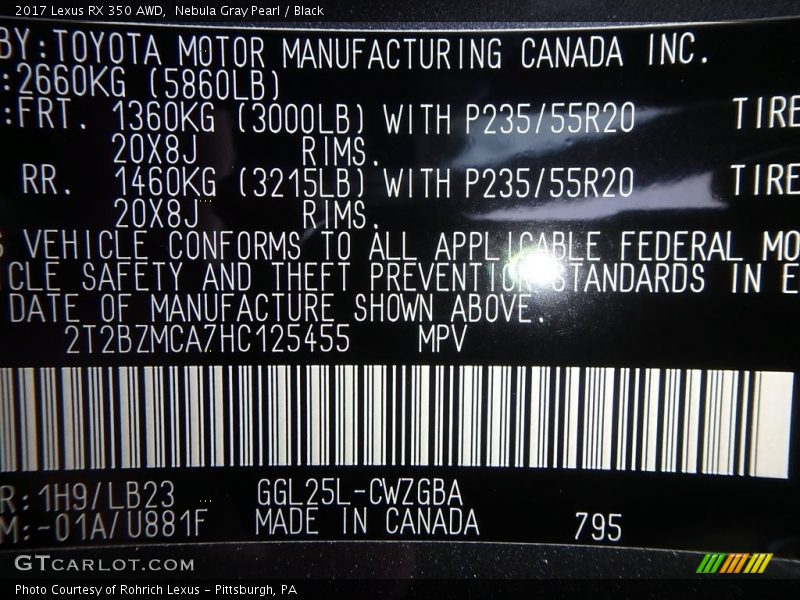 2017 Lexus RX 350 AWD,  Nebula Gray Pearl / Black
BY:TOYOTA MOTOR MANUFACTURING CANADA INC.
:2660KG (5860LB)
:FRT. 1360KG (3000LB) WITH P235/55R20 TIRE
20X8J RIMS.
RR. 1460KG (3215LB) WITH P235/55R20 TIRE
20X8J RIMS.
S VEHICLE CONFORMS TO ALL APPLICABLE FEDERAL MO
ICLE SAFETY AND THEFT PREVENTION STANDARDS IN E
DATE OF MANUFACTURE SHOWN ABOVE.
2T2BZMCA7HC125455 MPV
R:1H9/LB23 GGL25L-CWZGBA
M:-01A/U881F MADE IN CANADA 795
GTCARLOT.COM
Photo Courtesy of Rohrich Lexus - Pittsburgh, PA